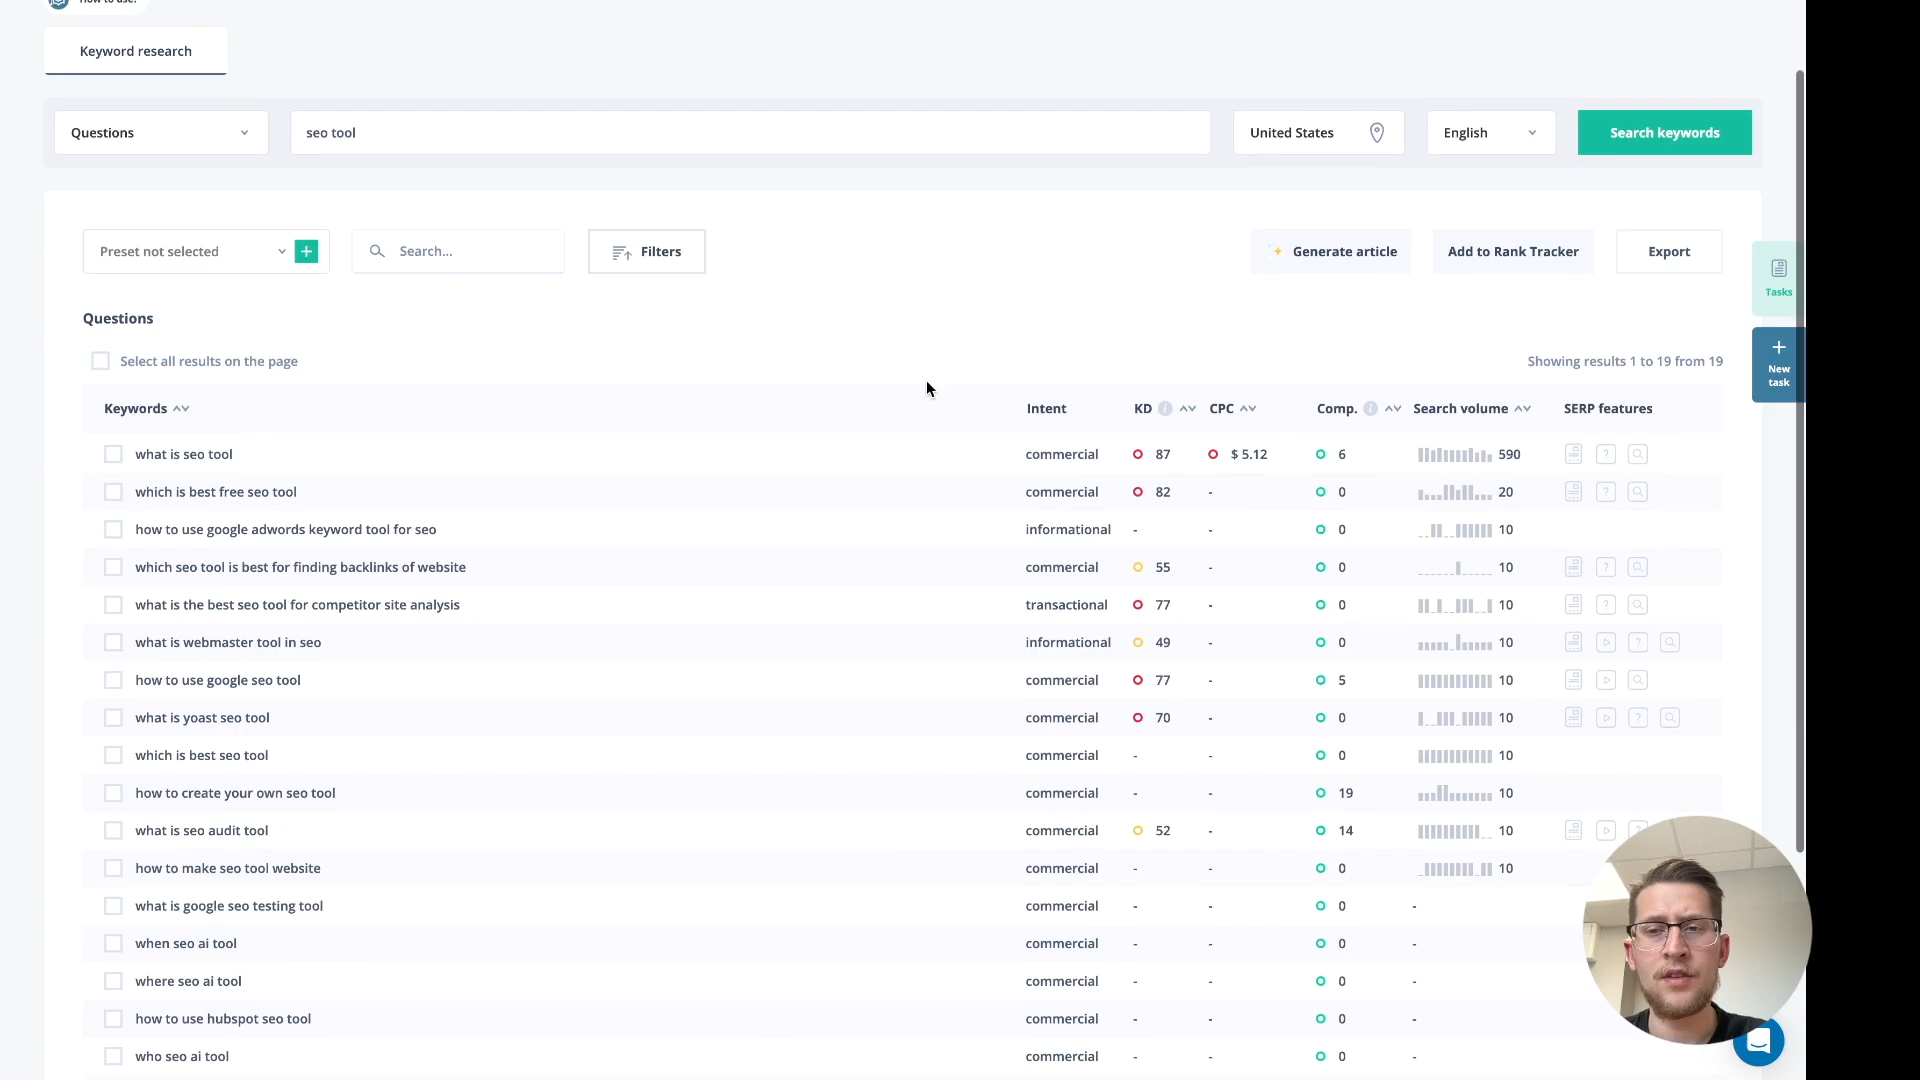 How to use?
Keyword research
Questions seo tool United States English Search keywords
Preset not selected + Search... Filters Generate article Add to Rank Tracker Export
Tasks
Questions
Select all results on the page Showing results 1 to 19 from 19
+ New task
Keywords Intent KD i CPC Comp. i Search volume SERP features
what is seo tool commercial 87 $ 5.12 6 590
which is best free seo tool commercial 82 - 0 20
how to use google adwords keyword tool for seo informational - - 0 10
which seo tool is best for finding backlinks of website commercial 55 - 0 10
what is the best seo tool for competitor site analysis transactional 77 - 0 10
what is webmaster tool in seo informational 49 - 0 10
how to use google seo tool commercial 77 - 5 10
what is yoast seo tool commercial 70 - 0 10
which is best seo tool commercial - - 0 10
how to create your own seo tool commercial - - 19 10
what is seo audit tool commercial 52 - 14 10
how to make seo tool website commercial - - 0 10
what is google seo testing tool commercial - - 0 -
when seo ai tool commercial - - 0 -
where seo ai tool commercial - - 0 -
how to use hubspot seo tool commercial - - 0 -
who seo ai tool commercial - - 0 -